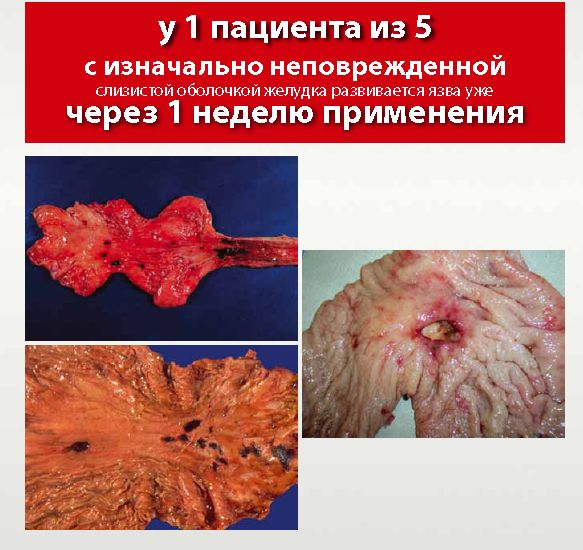 у 1 пациента из 5
с изначально неповрежденной
слизистой оболочкой желудка развивается язва уже
через 1 неделю применения